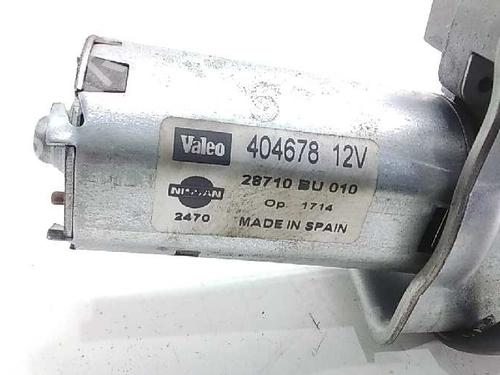 Valeo 404678 12V
NISSAN 28710 BU 010
2470 Op. 1714
MADE IN SPAIN